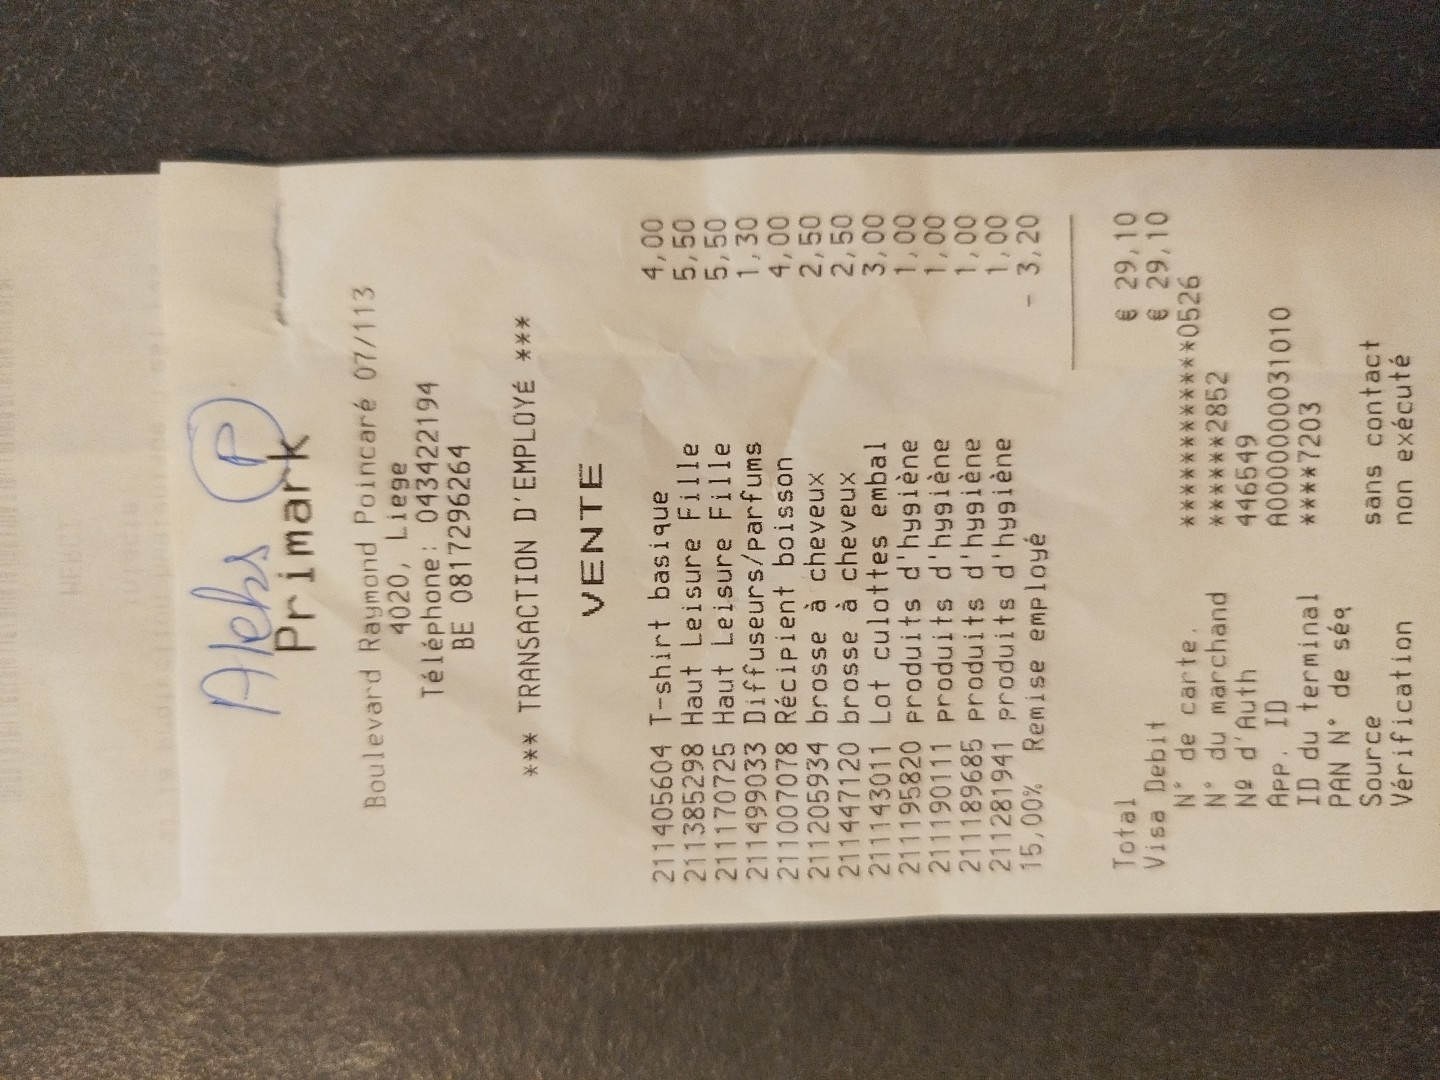 Aleks P
Primark
Boulevard Raymond Poincaré 07/113
4020, Liege
Téléphone: 043422194
BE 0817296264
*** TRANSACTION D'EMPLOYÉ ***
VENTE
211405604 T-shirt basique 4,00
211385298 Haut Leisure Fille 5,50
211170725 Haut Leisure Fille 5,50
211499033 Diffuseurs/Parfums 1,30
211007078 Récipient boisson 4,00
211205934 brosse à cheveux 2,50
211447120 brosse à cheveux 2,50
211143011 Lot culottes embal 3,00
211195820 produits d'hygiène 1,00
211190111 produits d'hygiène 1,00
211189685 produits d'hygiène 1,00
211281941 produits d'hygiène 1,00
15,00% Remise employé - 3,20
Total € 29,10
Visa Debit € 29,10
N° de carte. ************0526
N° du marchand ******2852
Nº d'Auth 446549
App. ID A0000000031010
ID du terminal ****7203
PAN N° de séq
Source sans contact
Vérification non exécuté